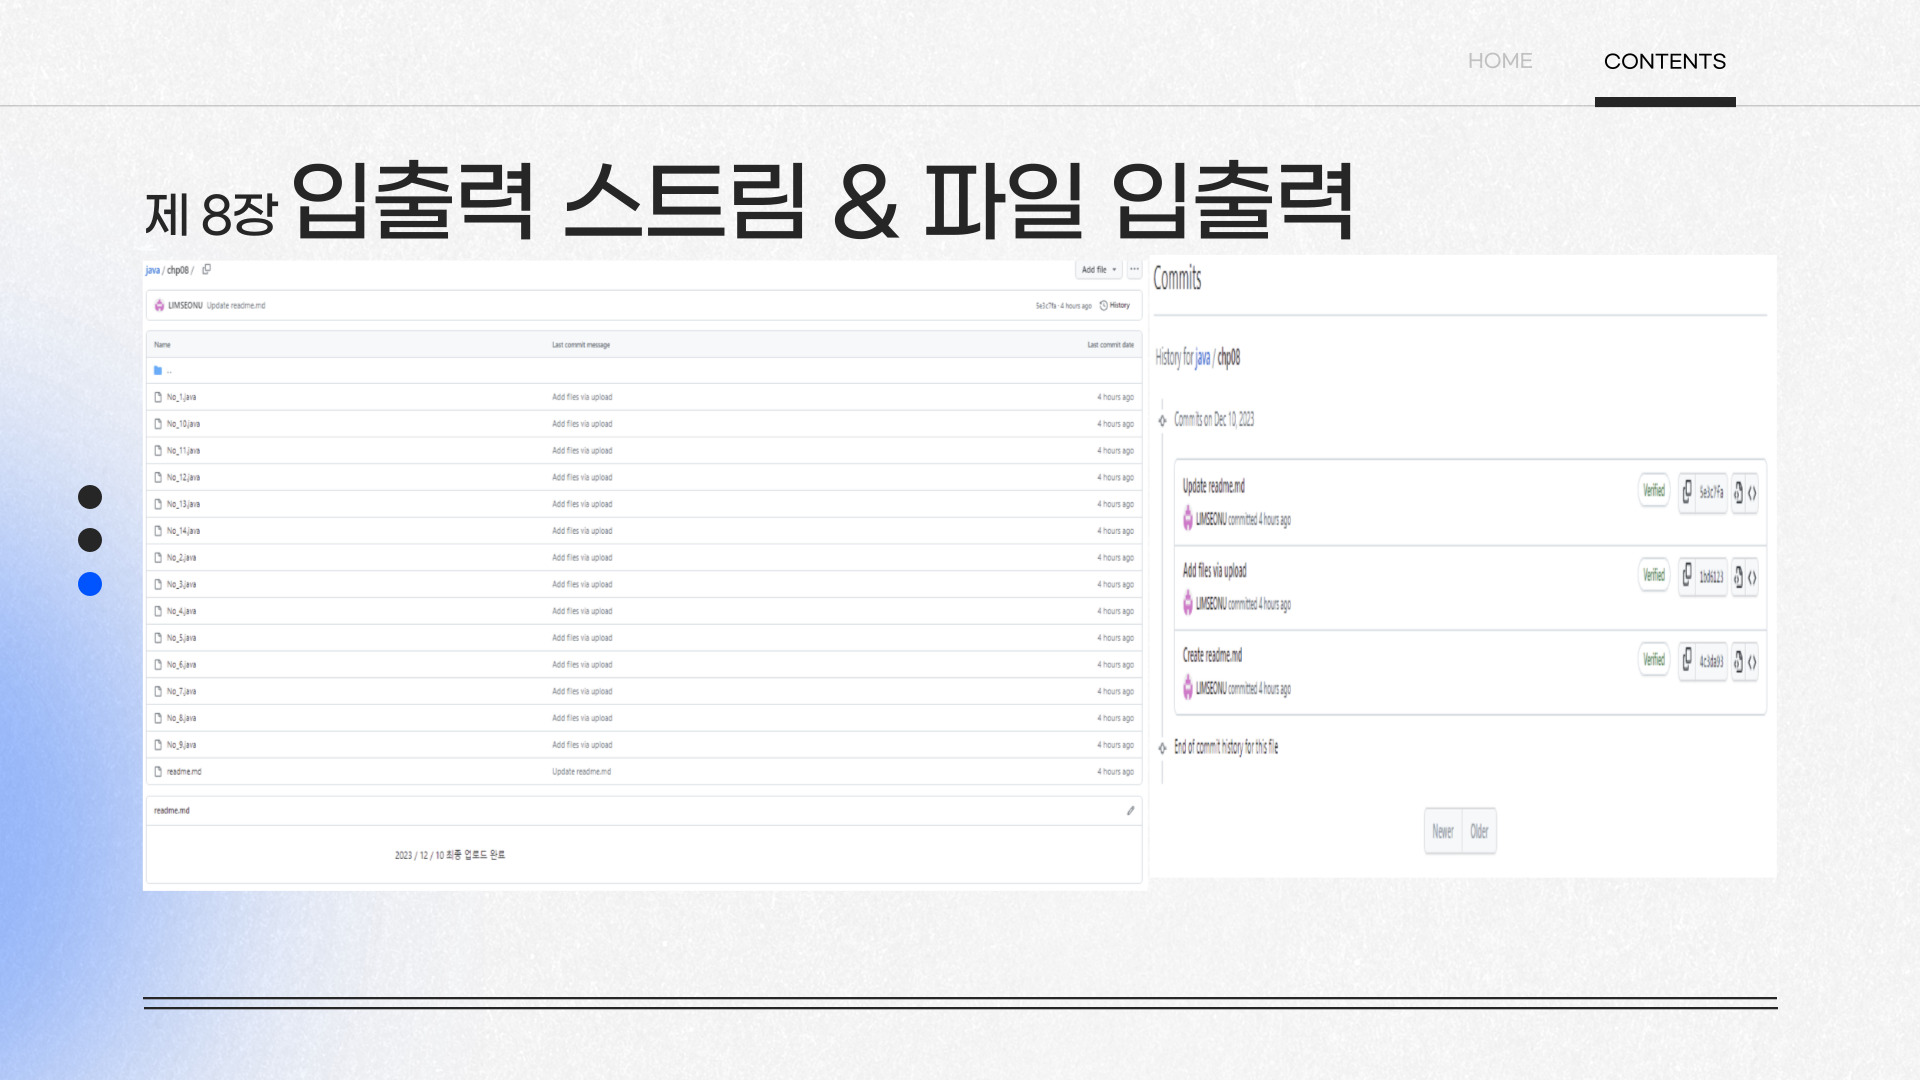 HOME CONTENTS
제 8장 입출력 스트림 & 파일 입출력
java / chp08 /
Add file
LIMSEONU Update readme.md
5e3c7fa · 4 hours ago History
Name Last commit message Last commit date
..
No_1.java Add files via upload 4 hours ago
No_10.java Add files via upload 4 hours ago
No_11.java Add files via upload 4 hours ago
No_12.java Add files via upload 4 hours ago
No_13.java Add files via upload 4 hours ago
No_14.java Add files via upload 4 hours ago
No_2.java Add files via upload 4 hours ago
No_3.java Add files via upload 4 hours ago
No_4.java Add files via upload 4 hours ago
No_5.java Add files via upload 4 hours ago
No_6.java Add files via upload 4 hours ago
No_7.java Add files via upload 4 hours ago
No_8.java Add files via upload 4 hours ago
No_9.java Add files via upload 4 hours ago
readme.md Update readme.md 4 hours ago
readme.md
2023 / 12 / 10 최종 업로드 완료
Commits
History for java / chp08
Commits on Dec 10, 2023
Update readme.md
Verified 5e3c7fa
LIMSEONU committed 4 hours ago
Add files via upload
Verified 1bd6123
LIMSEONU committed 4 hours ago
Create readme.md
Verified 4c3da93
LIMSEONU committed 4 hours ago
End of commit history for this file
Newer Older